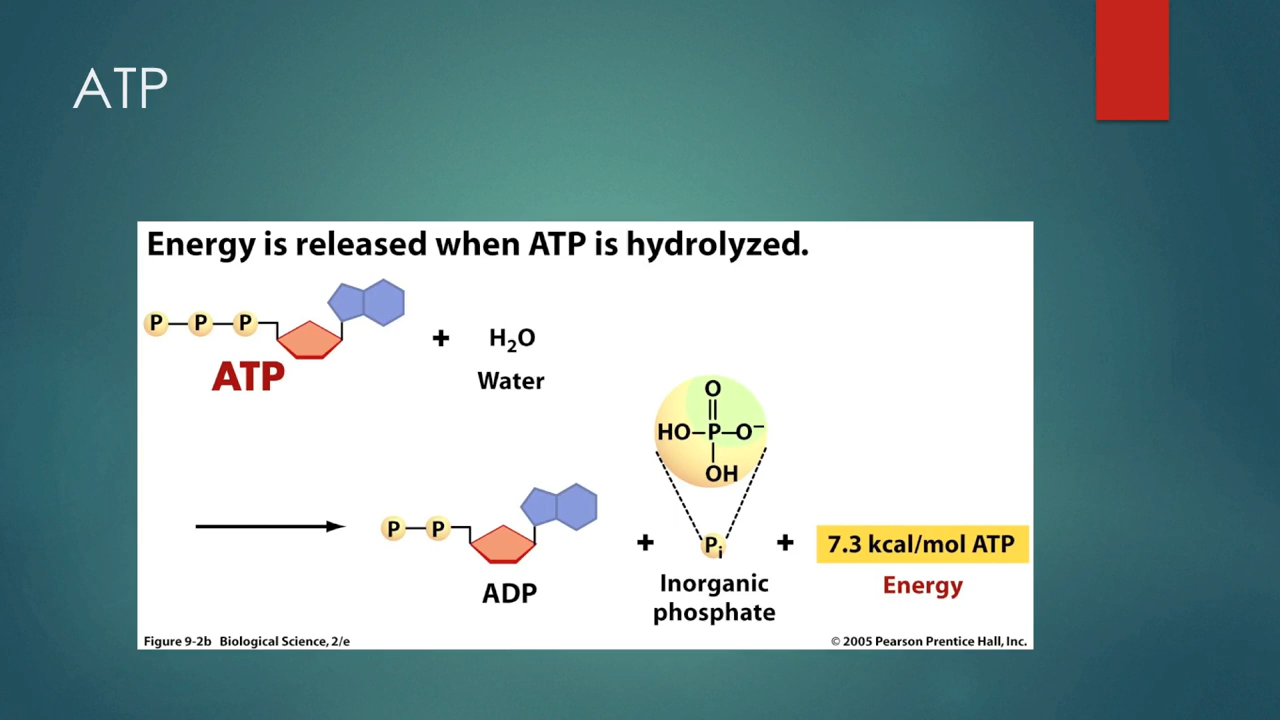 ATP
Energy is released when ATP is hydrolyzed.
P P P
ATP
+
H₂O
Water
O
HO–P–O⁻
OH
P P
ADP
+
Pᵢ
Inorganic
phosphate
+
7.3 kcal/mol ATP
Energy
Figure 9-2b Biological Science, 2/e
© 2005 Pearson Prentice Hall, Inc.